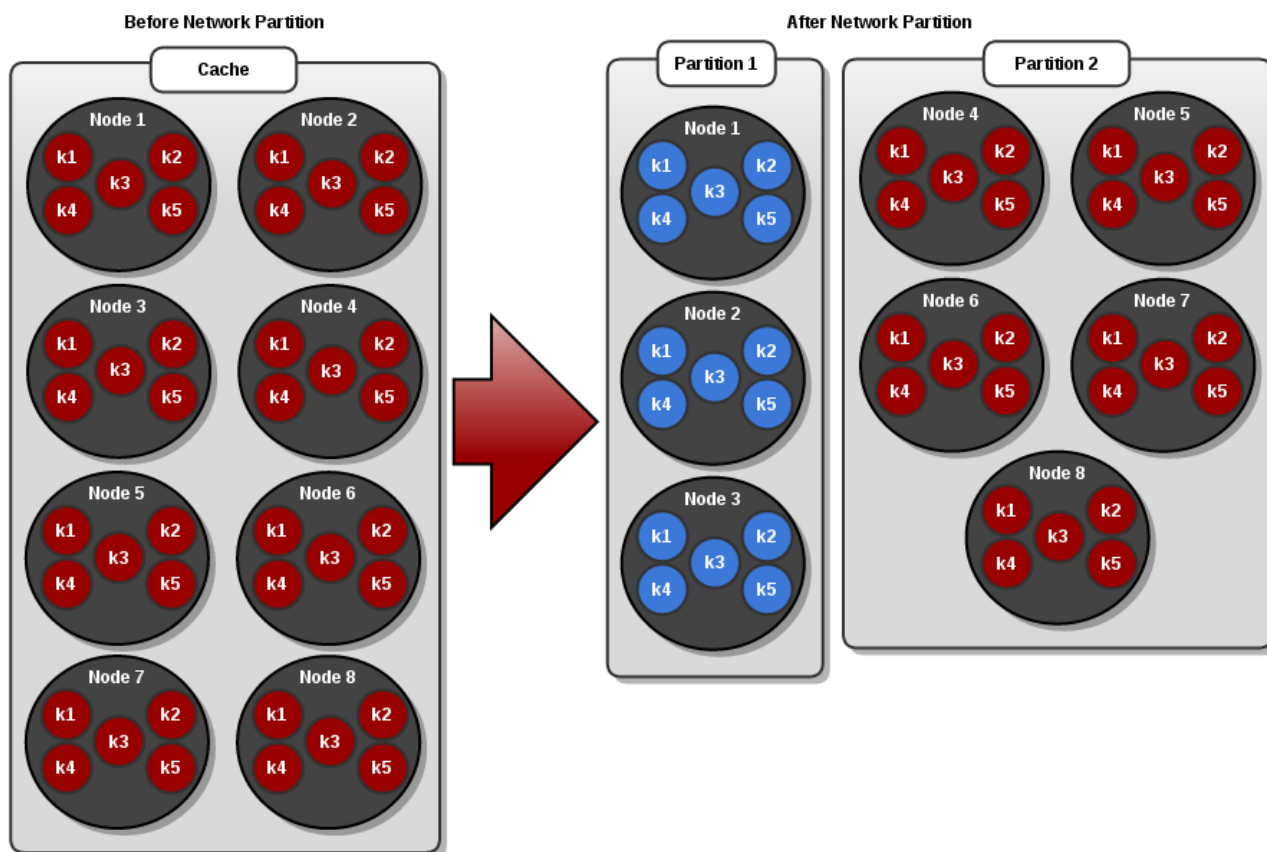 Before Network Partition
After Network Partition
Cache
Node 1
k1
k2
k3
k4
k5
Node 2
k1
k2
k3
k4
k5
Node 3
k1
k2
k3
k4
k5
Node 4
k1
k2
k3
k4
k5
Node 5
k1
k2
k3
k4
k5
Node 6
k1
k2
k3
k4
k5
Node 7
k1
k2
k3
k4
k5
Node 8
k1
k2
k3
k4
k5
Partition 1
Node 1
k1
k2
k3
k4
k5
Node 2
k1
k2
k3
k4
k5
Node 3
k1
k2
k3
k4
k5
Partition 2
Node 4
k1
k2
k3
k4
k5
Node 5
k1
k2
k3
k4
k5
Node 6
k1
k2
k3
k4
k5
Node 7
k1
k2
k3
k4
k5
Node 8
k1
k2
k3
k4
k5